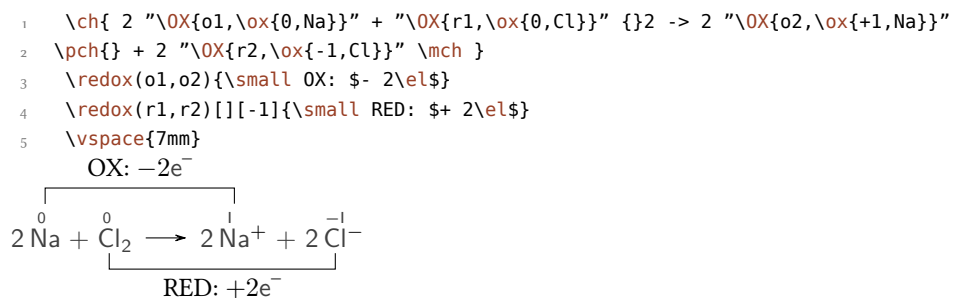 1 \ch{ 2 "\OX{o1,\ox{0,Na}}" + "\OX{r1,\ox{0,Cl}}" {}2 -> 2 "\OX{o2,\ox{+1,Na}}"
2 \pch{} + 2 "\OX{r2,\ox{-1,Cl}}" \mch }
3 \redox(o1,o2){\small OX: $- 2\el$}
4 \redox(r1,r2)[][-1]{\small RED: $+ 2\el$}
5 \vspace{7mm}
OX: −2e⁻
0 0 I −I
2 Na + Cl₂ ⟶ 2 Na⁺ + 2 Cl⁻
RED: +2e⁻